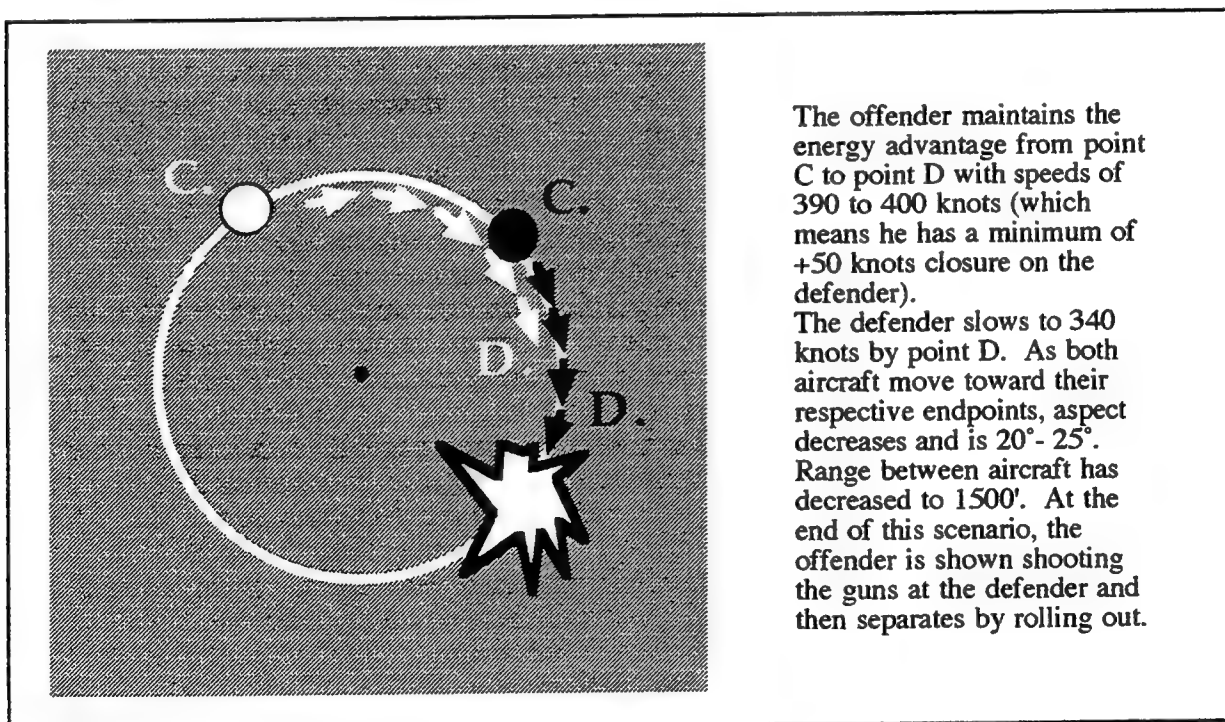 C.
C.
D.
D.
The offender maintains the
energy advantage from point
C to point D with speeds of
390 to 400 knots (which
means he has a minimum of
+50 knots closure on the
defender).
The defender slows to 340
knots by point D. As both
aircraft move toward their
respective endpoints, aspect
decreases and is 20°- 25°.
Range between aircraft has
decreased to 1500'. At the
end of this scenario, the
offender is shown shooting
the guns at the defender and
then separates by rolling out.